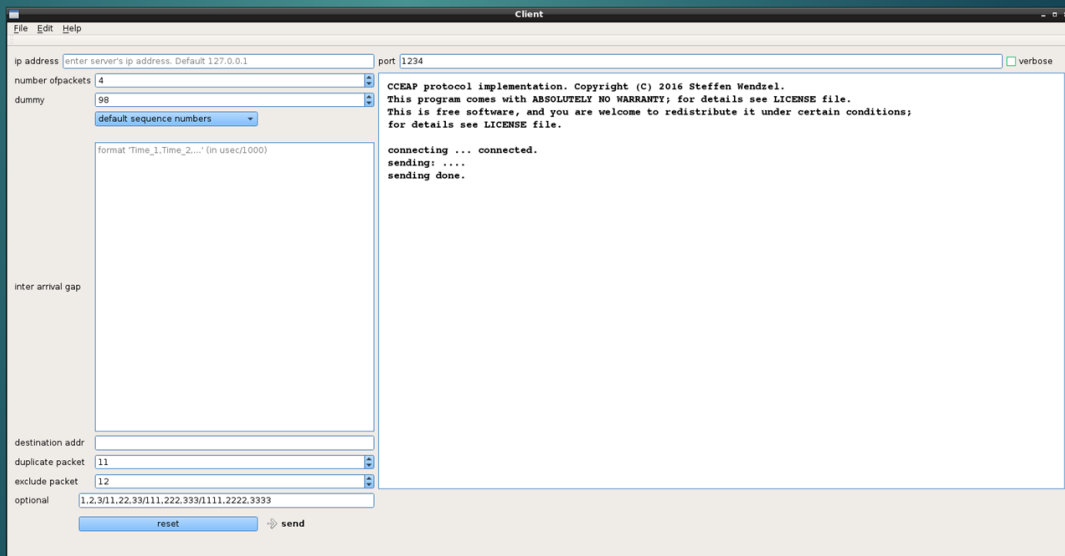 Client
File Edit Help
ip address enter server's ip address. Default 127.0.0.1 port 1234 verbose
number ofpackets 4
dummy 98
default sequence numbers
format 'Time_1,Time_2,...' (in usec/1000)
inter arrival gap
destination addr
duplicate packet 11
exclude packet 12
optional 1,2,3/11,22,33/111,222,333/1111,2222,3333
reset send
CCEAP protocol implementation. Copyright (C) 2016 Steffen Wendzel.
This program comes with ABSOLUTELY NO WARRANTY; for details see LICENSE file.
This is free software, and you are welcome to redistribute it under certain conditions;
for details see LICENSE file.
connecting ... connected.
sending: ....
sending done.